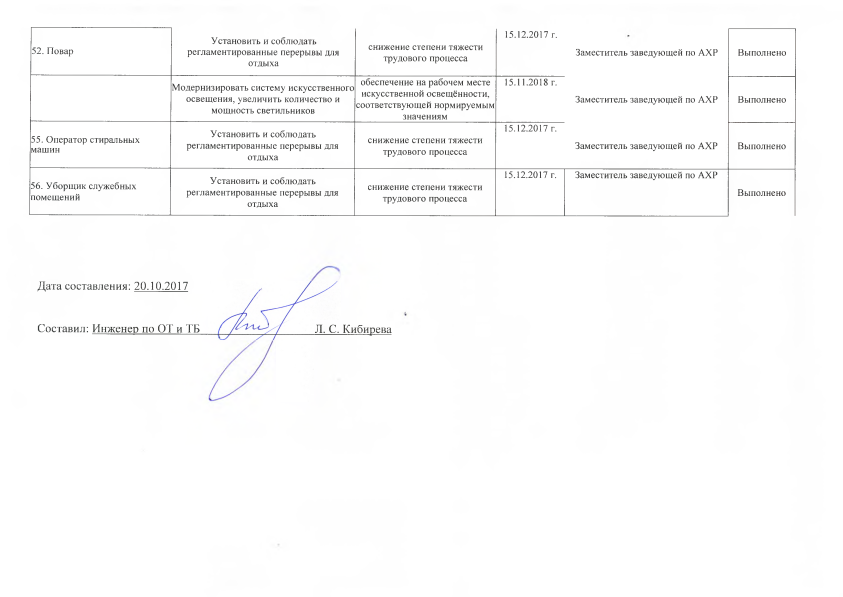 52. Повар
Установить и соблюдать
регламентированные перерывы для
отдыха
снижение степени тяжести
трудового процесса
15.12.2017 г.
Заместитель заведующей по АХР
Выполнено
Модернизировать систему искусственного
освещения, увеличить количество и
мощность светильников
обеспечение на рабочем месте
искусственной освещённости,
соответствующей нормируемым
значениям
15.11.2018 г.
Заместитель заведующей по АХР
Выполнено
55. Оператор стиральных
машин
Установить и соблюдать
регламентированные перерывы для
отдыха
снижение степени тяжести
трудового процесса
15.12.2017 г.
Заместитель заведующей по АХР
Выполнено
56. Уборщик служебных
помещений
Установить и соблюдать
регламентированные перерывы для
отдыха
снижение степени тяжести
трудового процесса
15.12.2017 г.
Заместитель заведующей по АХР
Выполнено
Дата составления: 20.10.2017
Составил: Инженер по ОТ и ТБ Л. С. Кибирева